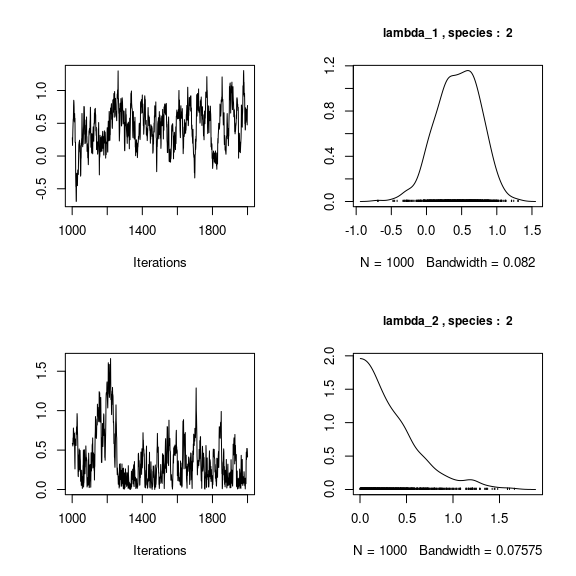 lambda_1 , species : 2
1.0
0.5
0.0
-0.5
1000 1400 1800
Iterations
1.2
0.8
0.4
0.0
-1.0 -0.5 0.0 0.5 1.0 1.5
N = 1000 Bandwidth = 0.082
lambda_2 , species : 2
1.5
1.0
0.5
0.0
1000 1400 1800
Iterations
2.0
1.5
1.0
0.5
0.0
0.0 0.5 1.0 1.5
N = 1000 Bandwidth = 0.07575